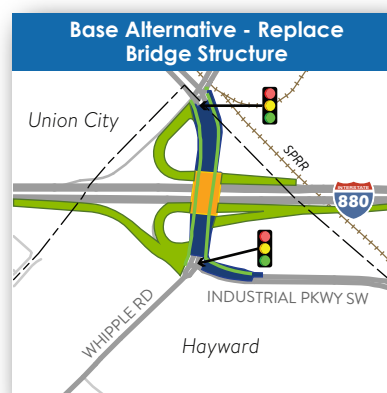 Base Alternative - Replace
Bridge Structure
Union City
SPRR
INTERSTATE
880
INDUSTRIAL PKWY SW
WHIPPLE RD
Hayward